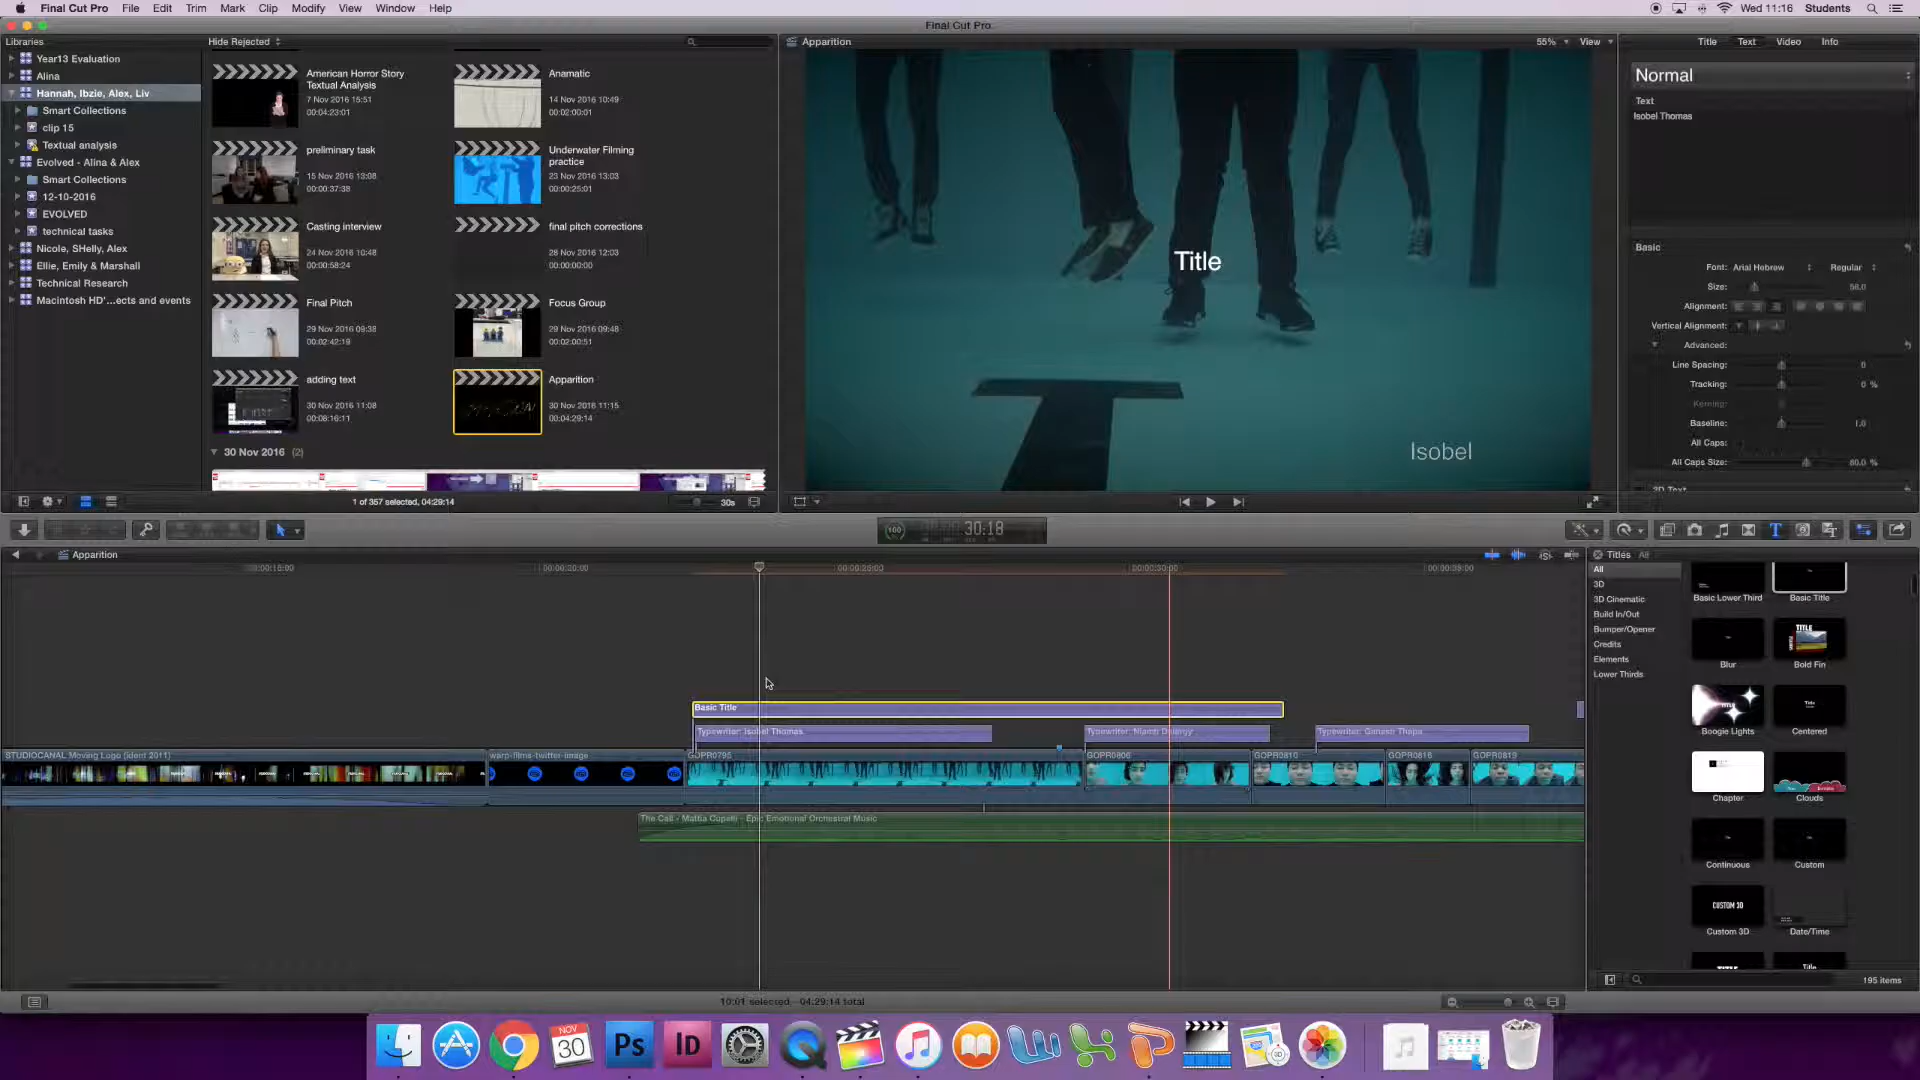 Final Cut Pro File Edit Trim Mark Clip Modify View Window Help Wed 11:16 Students
Final Cut Pro
Libraries Hide Rejected Apparition 55% View Title Text Video Info
Year13 Evaluation
Alina
Hannah, Ibzie, Alex, Liv
Smart Collections
clip 15
Textual analysis
Evolved - Alina & Alex
Smart Collections
12-10-2016
EVOLVED
technical tasks
Nicole, SHelly, Alex
Ellie, Emily & Marshall
Technical Research
Macintosh HD'...ects and events
American Horror Story
Textual Analysis
7 Nov 2016 15:51
00:04:23:01
Anamatic
14 Nov 2016 10:49
00:02:00:01
preliminary task
15 Nov 2016 13:08
00:00:37:38
Underwater Filming
practice
23 Nov 2016 13:03
00:00:25:01
Casting interview
24 Nov 2016 10:48
00:00:58:24
final pitch corrections
28 Nov 2016 12:03
00:00:00:00
Final Pitch
29 Nov 2016 09:38
00:02:42:19
Focus Group
29 Nov 2016 09:48
00:02:00:51
adding text
30 Nov 2016 11:08
00:08:16:11
Apparition
30 Nov 2016 11:15
00:04:29:14
30 Nov 2016 (2)
1 of 357 selected, 04:29:14 30s
Title
Isobel
Normal
Text
Isobel Thomas
Basic
Font: Arial Hebrew Regular
Size: 56.0
Alignment:
Vertical Alignment:
Advanced:
Line Spacing: 0
Tracking: 0 %
Kerning:
Baseline: 1.0
All Caps:
All Caps Size: 80.0 %
3D Text
100 30:18
Apparition
00:00:30:00
Basic Title
Typewriter: Isobel Thomas
STUDIOCANAL Moving Logo (ident 2011) warp-films-twitter-image GOPR0795 GOPR0806 GOPR0810 GOPR0816 GOPR0819
The Call - Mattia Cupelli - Epic Emotional Orchestral Music
10:01 selected - 04:29:14 total
Titles All
All
3D
3D Cinematic
Build In/Out
Bumper/Opener
Credits
Elements
Lower Thirds
Basic Lower Third Basic Title
TITLE
Blur Bold Fin
Boogie Lights Centered
Chapter Clouds
Continuous Custom
CUSTOM 3D
Custom 3D Date/Time
Title
195 items
NOV
30
Ps
Id